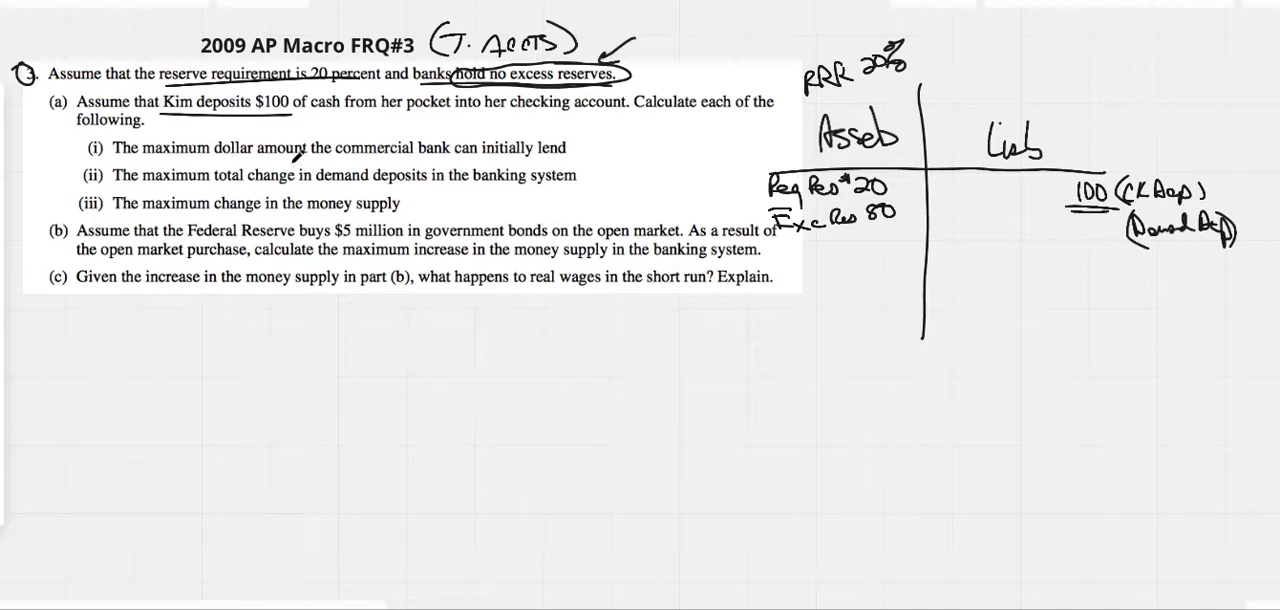 2009 AP Macro FRQ#3 (T. Accts)
3. Assume that the reserve requirement is 20 percent and banks hold no excess reserves.
(a) Assume that Kim deposits $100 of cash from her pocket into her checking account. Calculate each of the
following.
(i) The maximum dollar amount the commercial bank can initially lend
(ii) The maximum total change in demand deposits in the banking system
(iii) The maximum change in the money supply
(b) Assume that the Federal Reserve buys $5 million in government bonds on the open market. As a result of
the open market purchase, calculate the maximum increase in the money supply in the banking system.
(c) Given the increase in the money supply in part (b), what happens to real wages in the short run? Explain.
RRR 20%
Assets Liab
Req Res $20 100 (CK Dep)
Exc Res 80 (Demand Dep)